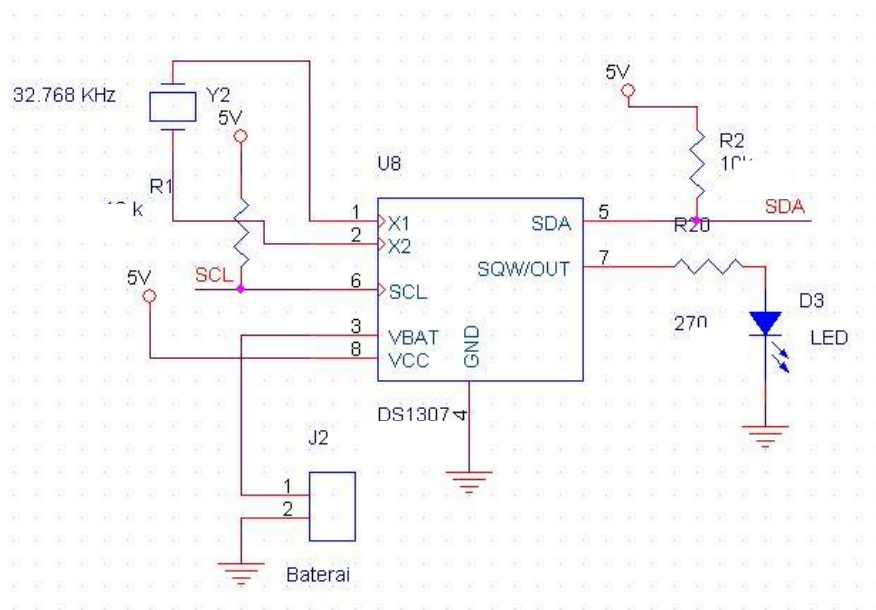 32.768 KHz
Y2
5V
R1
k
5V
R2
U8
1
X1
2
X2
SDA
5
SDA
R20
SQW/OUT
7
270
SCL
6
SCL
5V
3
VBAT
8
VCC
GND
4
DS1307
D3
LED
J2
1
2
Baterai